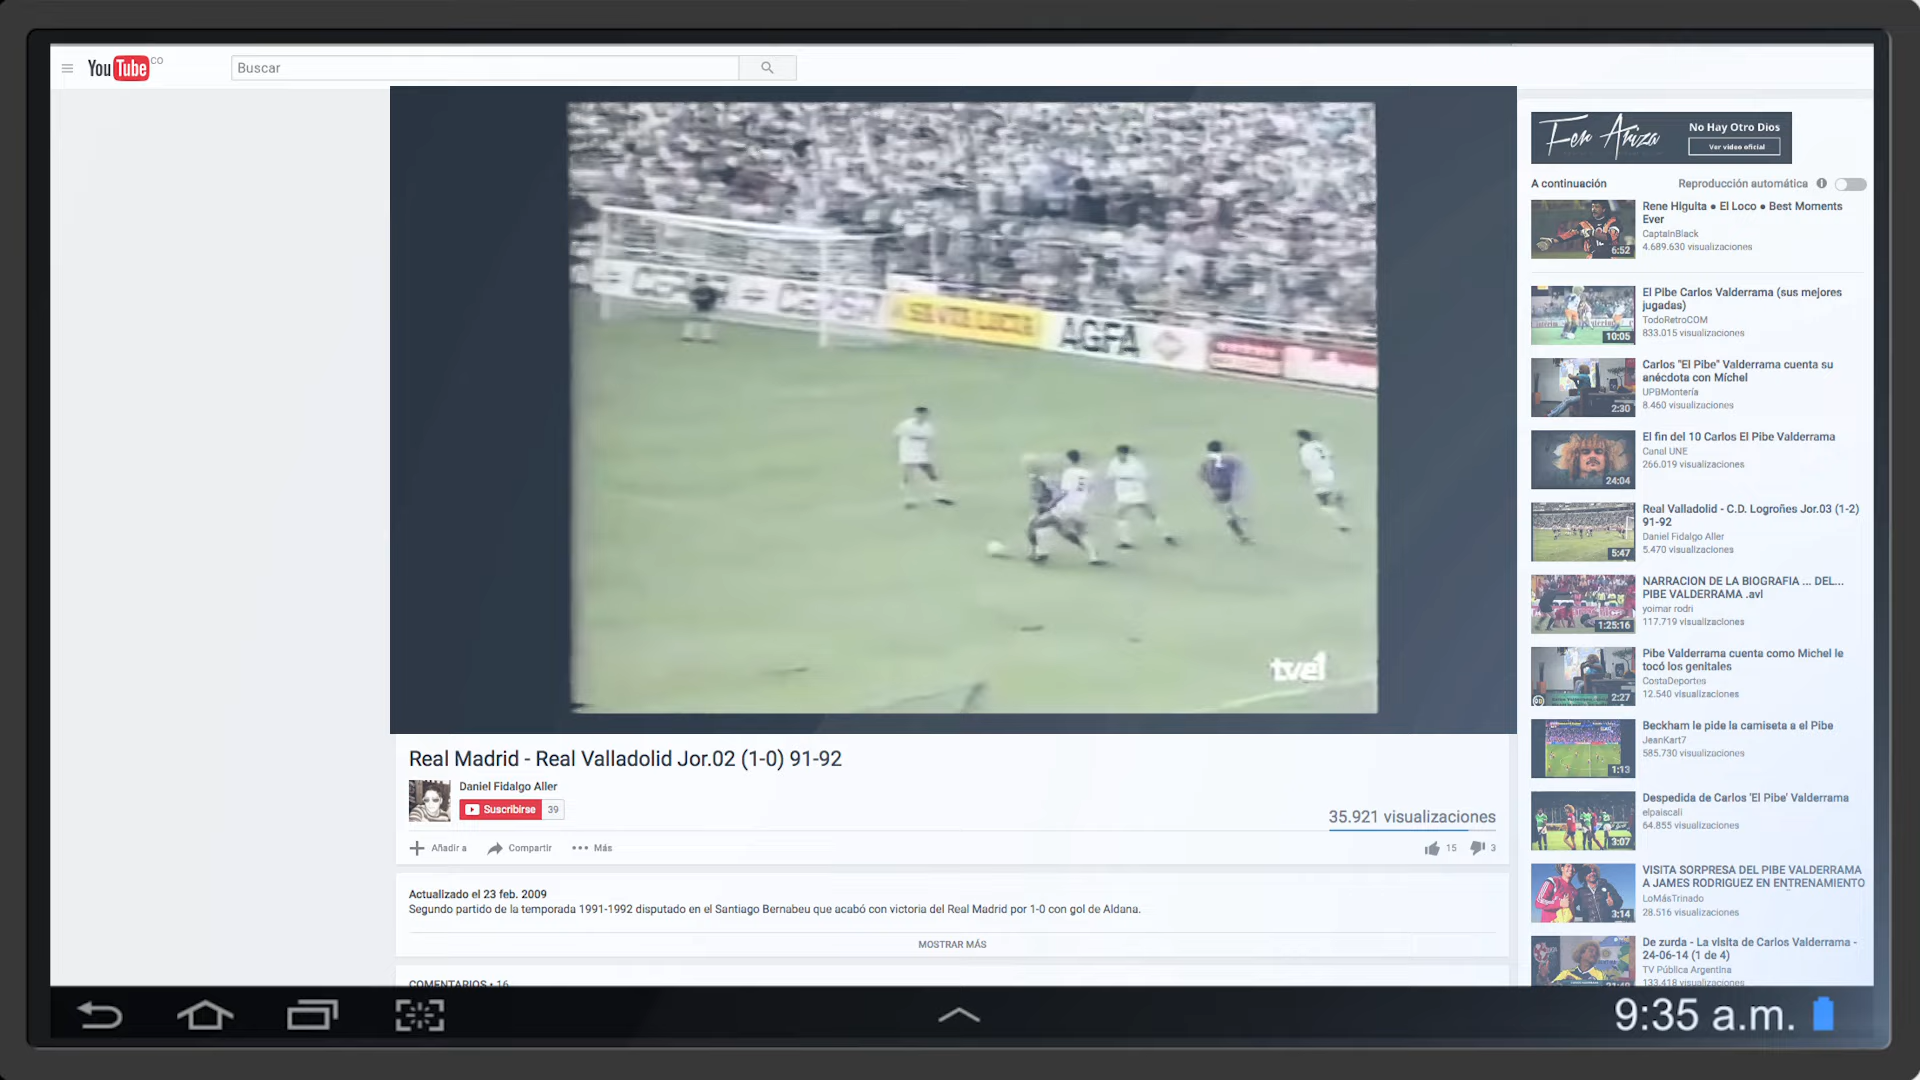 You Tube CO
Buscar
CEPSA
CEPSA
SANTA LUCIA
AGFA
tve1
Fer Ariza
No Hay Otro Dios
Ver video oficial
A continuación
Reproducción automática
Rene Higuita ● El Loco ● Best Moments
Ever
CaptainBlack
4.689.630 visualizaciones
6:52
El Pibe Carlos Valderrama (sus mejores
jugadas)
TodoRetroCOM
833.015 visualizaciones
10:05
Carlos "El Pibe" Valderrama cuenta su
anécdota con Míchel
UPBMontería
8.460 visualizaciones
2:30
El fin del 10 Carlos El Pibe Valderrama
Canal UNE
266.019 visualizaciones
24:04
Real Valladolid - C.D. Logroñes Jor.03 (1-2)
91-92
Daniel Fidalgo Aller
5.470 visualizaciones
5:47
NARRACION DE LA BIOGRAFIA ... DEL...
PIBE VALDERRAMA .avi
yoimar rodri
117.719 visualizaciones
1:25:16
Pibe Valderrama cuenta como Michel le
tocó los genitales
CostaDeportes
12.540 visualizaciones
2:27
Beckham le pide la camiseta a el Pibe
JeanKart7
585.730 visualizaciones
1:13
Despedida de Carlos 'El Pibe' Valderrama
elpaiscali
64.855 visualizaciones
3:07
VISITA SORPRESA DEL PIBE VALDERRAMA
A JAMES RODRIGUEZ EN ENTRENAMIENTO
LoMásTrinado
28.516 visualizaciones
3:14
De zurda - La visita de Carlos Valderrama -
24-06-14 (1 de 4)
TV Pública Argentina
133.418 visualizaciones
Real Madrid - Real Valladolid Jor.02 (1-0) 91-92
Daniel Fidalgo Aller
Suscribirse 39
35.921 visualizaciones
Añadir a Compartir Más
15 3
Actualizado el 23 feb. 2009
Segundo partido de la temporada 1991-1992 disputado en el Santiago Bernabeu que acabó con victoria del Real Madrid por 1-0 con gol de Aldana.
MOSTRAR MÁS
COMENTARIOS • 16
9:35 a.m.